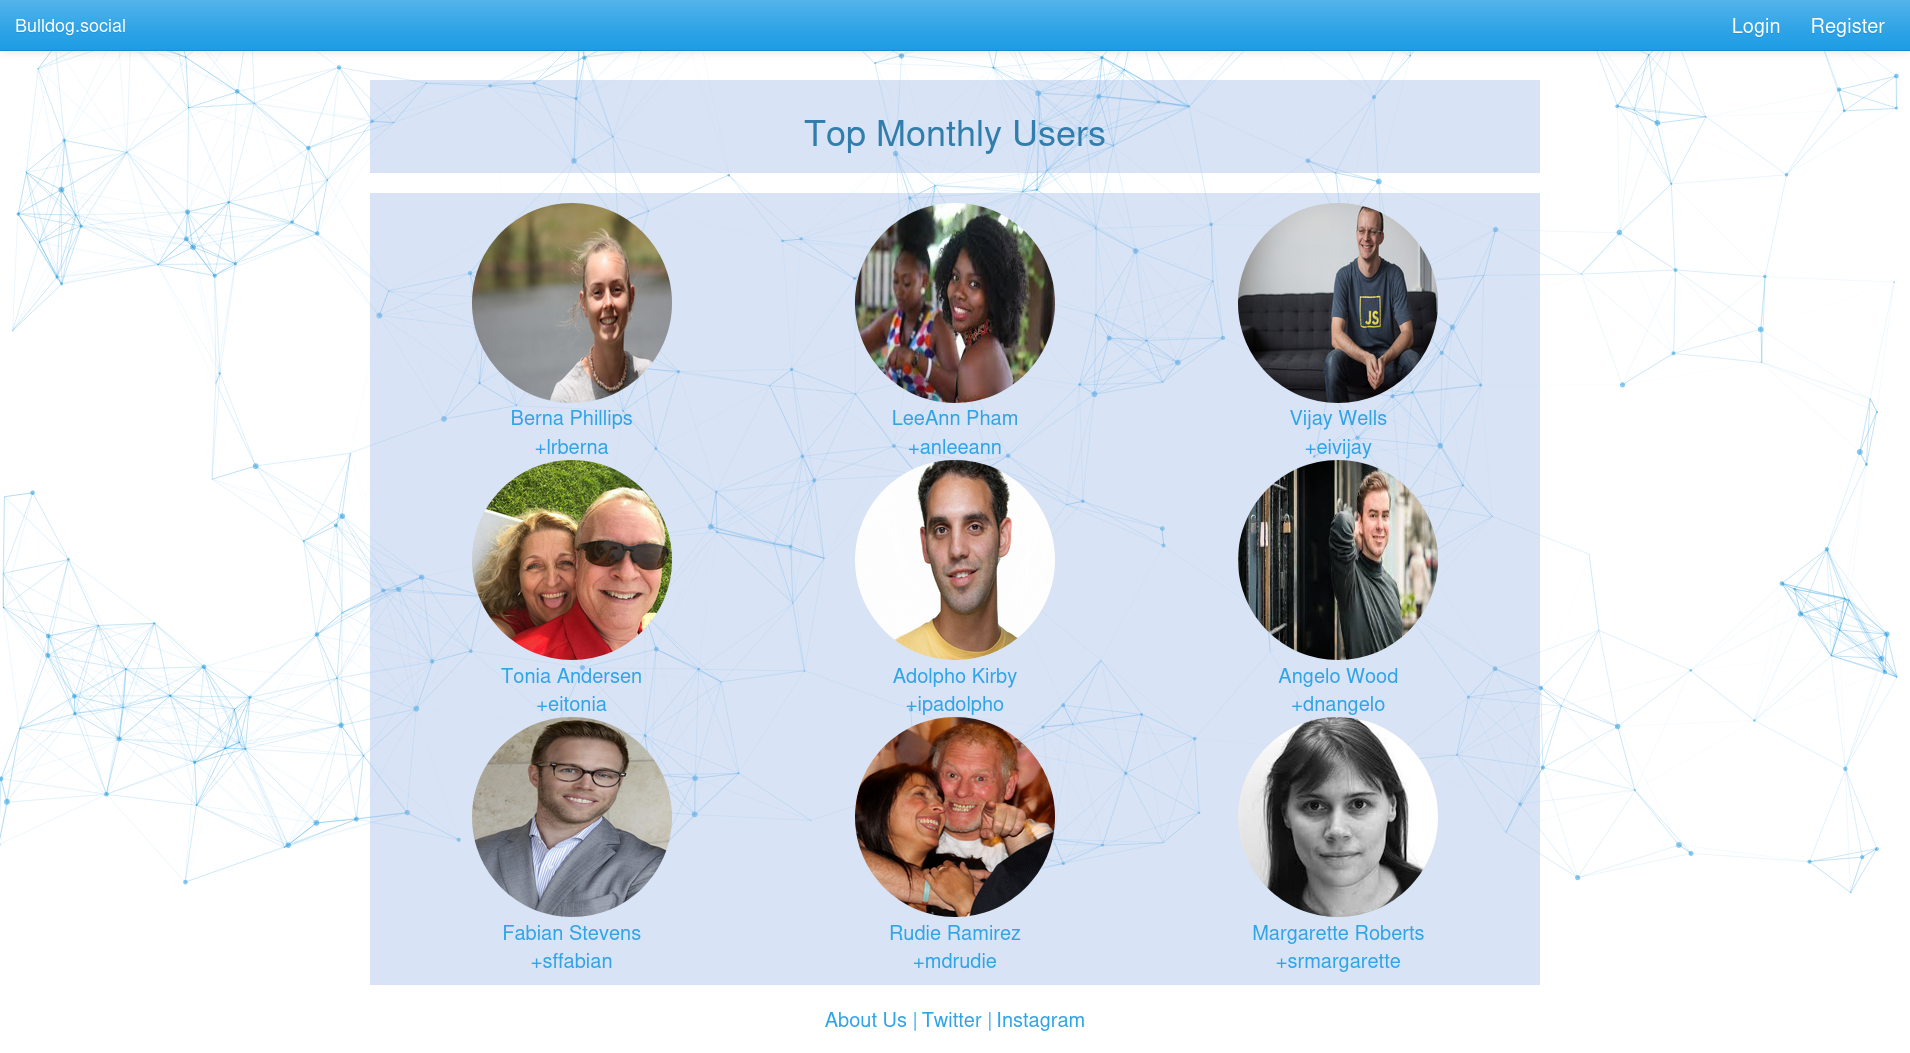 Bulldog.social Login Register
Top Monthly Users
JS
Berna Phillips LeeAnn Pham Vijay Wells
+lrberna +anleeann +eivijay
Tonia Andersen Adolpho Kirby Angelo Wood
+eitonia +ipadolpho +dnangelo
Fabian Stevens Rudie Ramirez Margarette Roberts
+sffabian +mdrudie +srmargarette
About Us | Twitter | Instagram